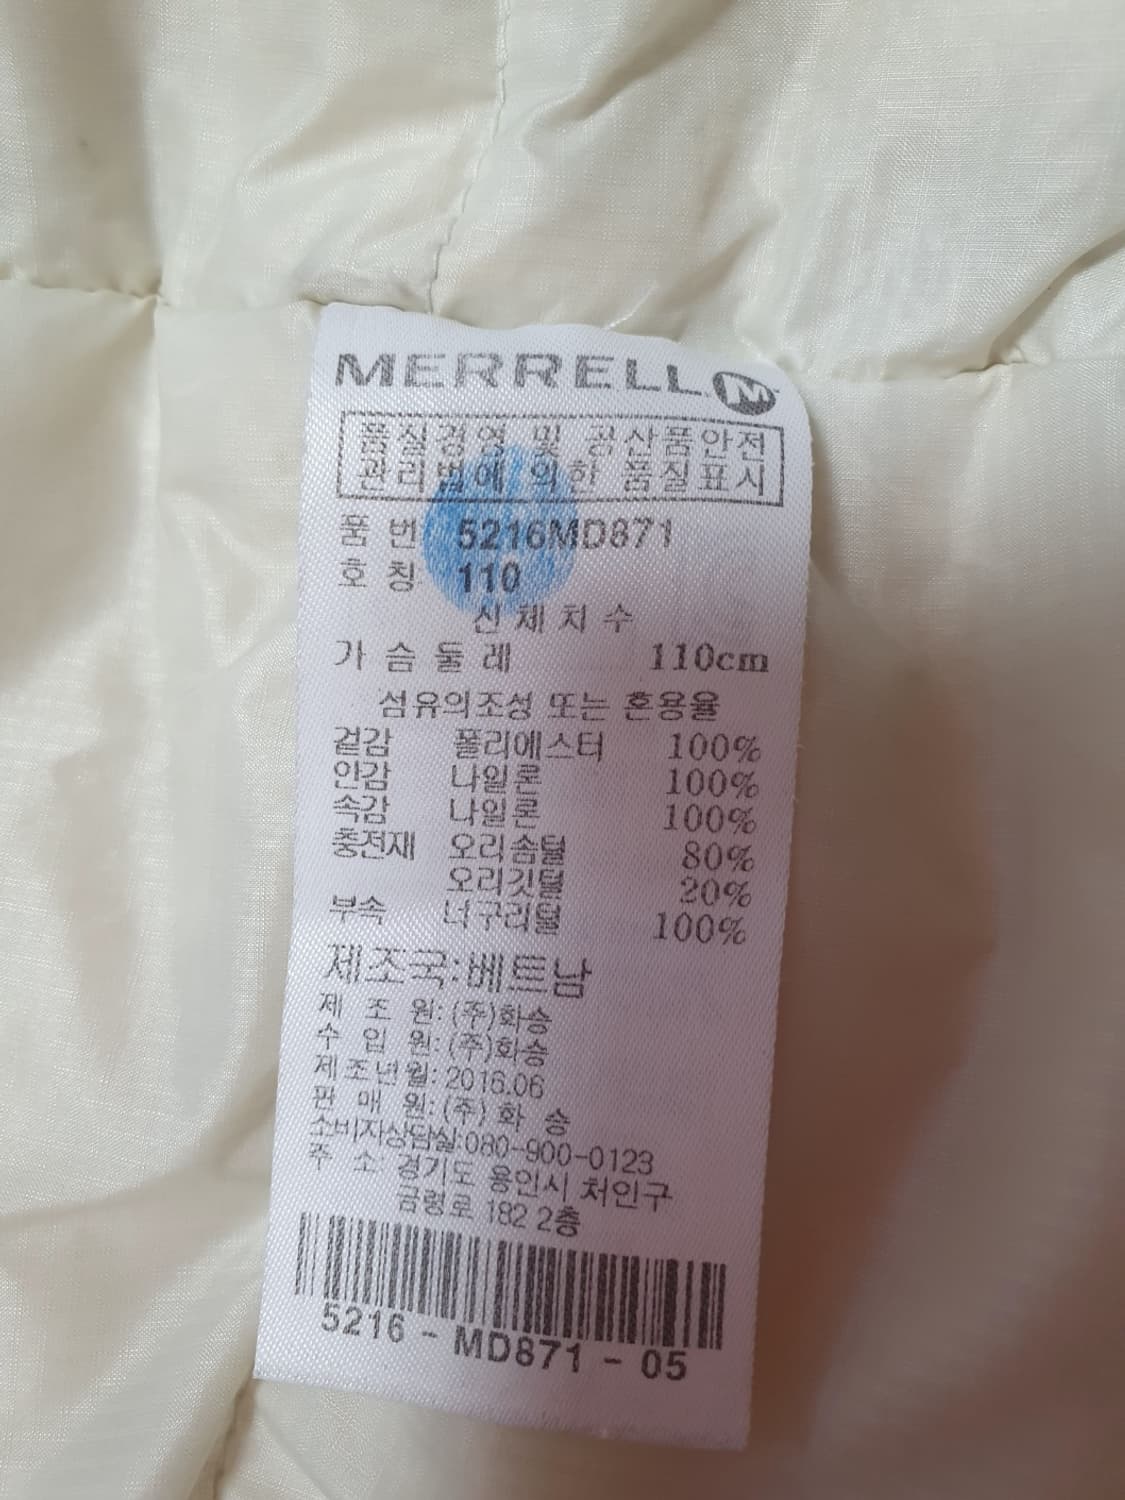 MERRELL
품질경영 및 공산품안전
관리법에 의한 품질표시
품 번 5216MD871
호 칭 110
신 체 치 수
가 슴 둘 레 110cm
섬유의조성 또는 혼용율
겉감 폴리에스터 100%
안감 나일론 100%
속감 나일론 100%
충전재 오리솜털 80%
오리깃털 20%
부속 너구리털 100%
제조국:베트남
제 조 원: (주)화승
수 입 원: (주)화승
제조년월: 2016.06
판 매 원: (주) 화 승
소비자상담실:080-900-0123
주 소: 경기도 용인시 처인구
금령로 182 2층
5216 - MD871 - 05